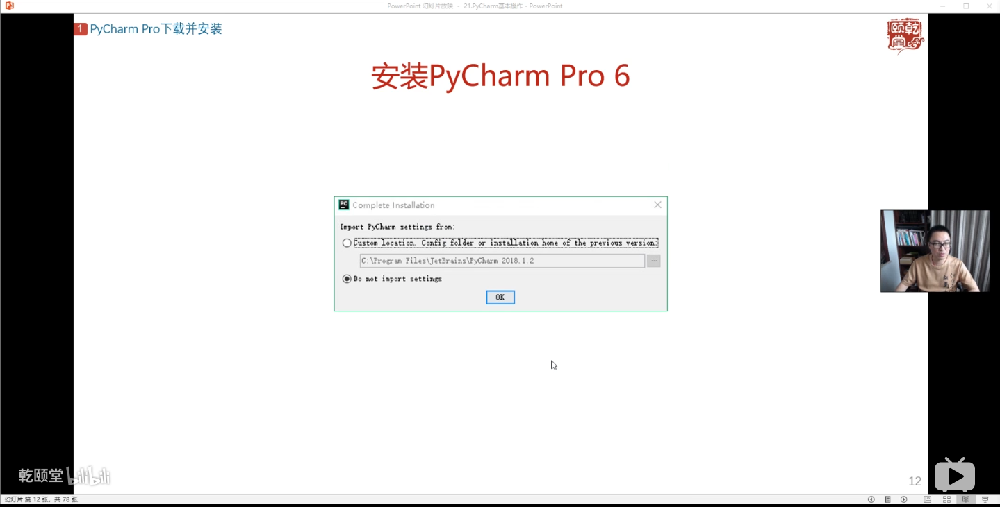 PowerPoint 幻灯片放映 - 21.PyCharm基本操作 - PowerPoint
1 PyCharm Pro下载并安装
颐乾堂
安装PyCharm Pro 6
PC Complete Installation
Import PyCharm settings from:
Custom location. Config folder or installation home of the previous version:
C:\Program Files\JetBrains\PyCharm 2018.1.2
...
Do not import settings
OK
乾颐堂 bilibili
12
幻灯片 第 12 张，共 78 张